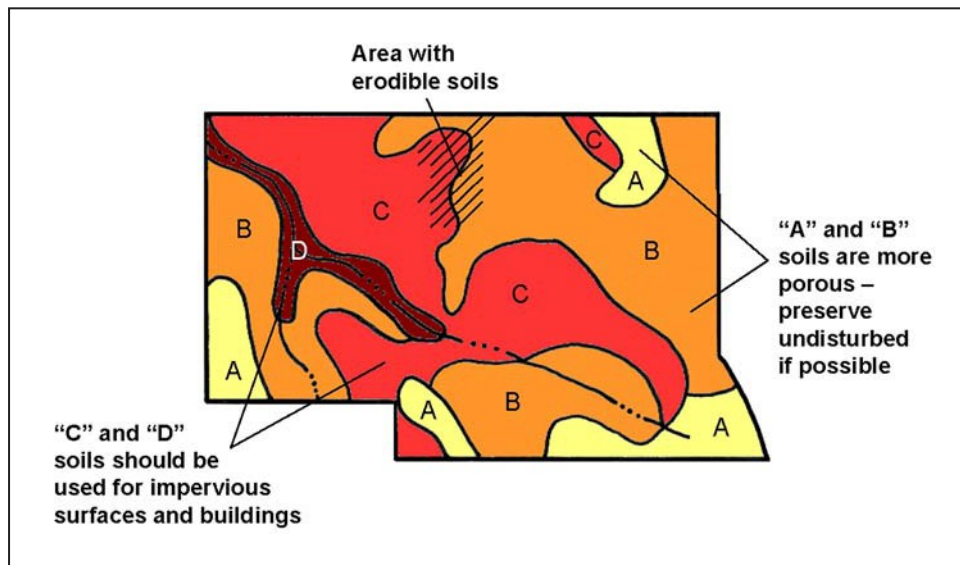 Area with
erodible soils
C
A
C
B
D
B
C
A
A
B
A
“A” and “B”
soils are more
porous –
preserve
undisturbed
if possible
“C” and “D”
soils should be
used for impervious
surfaces and buildings